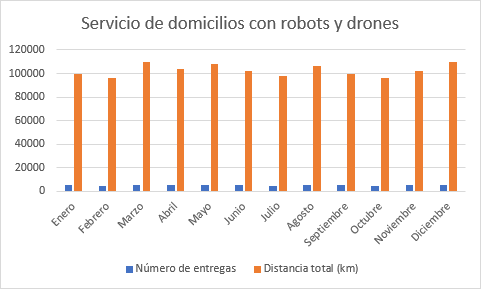 Servicio de domicilios con robots y drones
120000
100000
80000
60000
40000
20000
0
Enero
Febrero
Marzo
Abril
Mayo
Junio
Julio
Agosto
Septiembre
Octubre
Noviembre
Diciembre
Número de entregas
Distancia total (km)